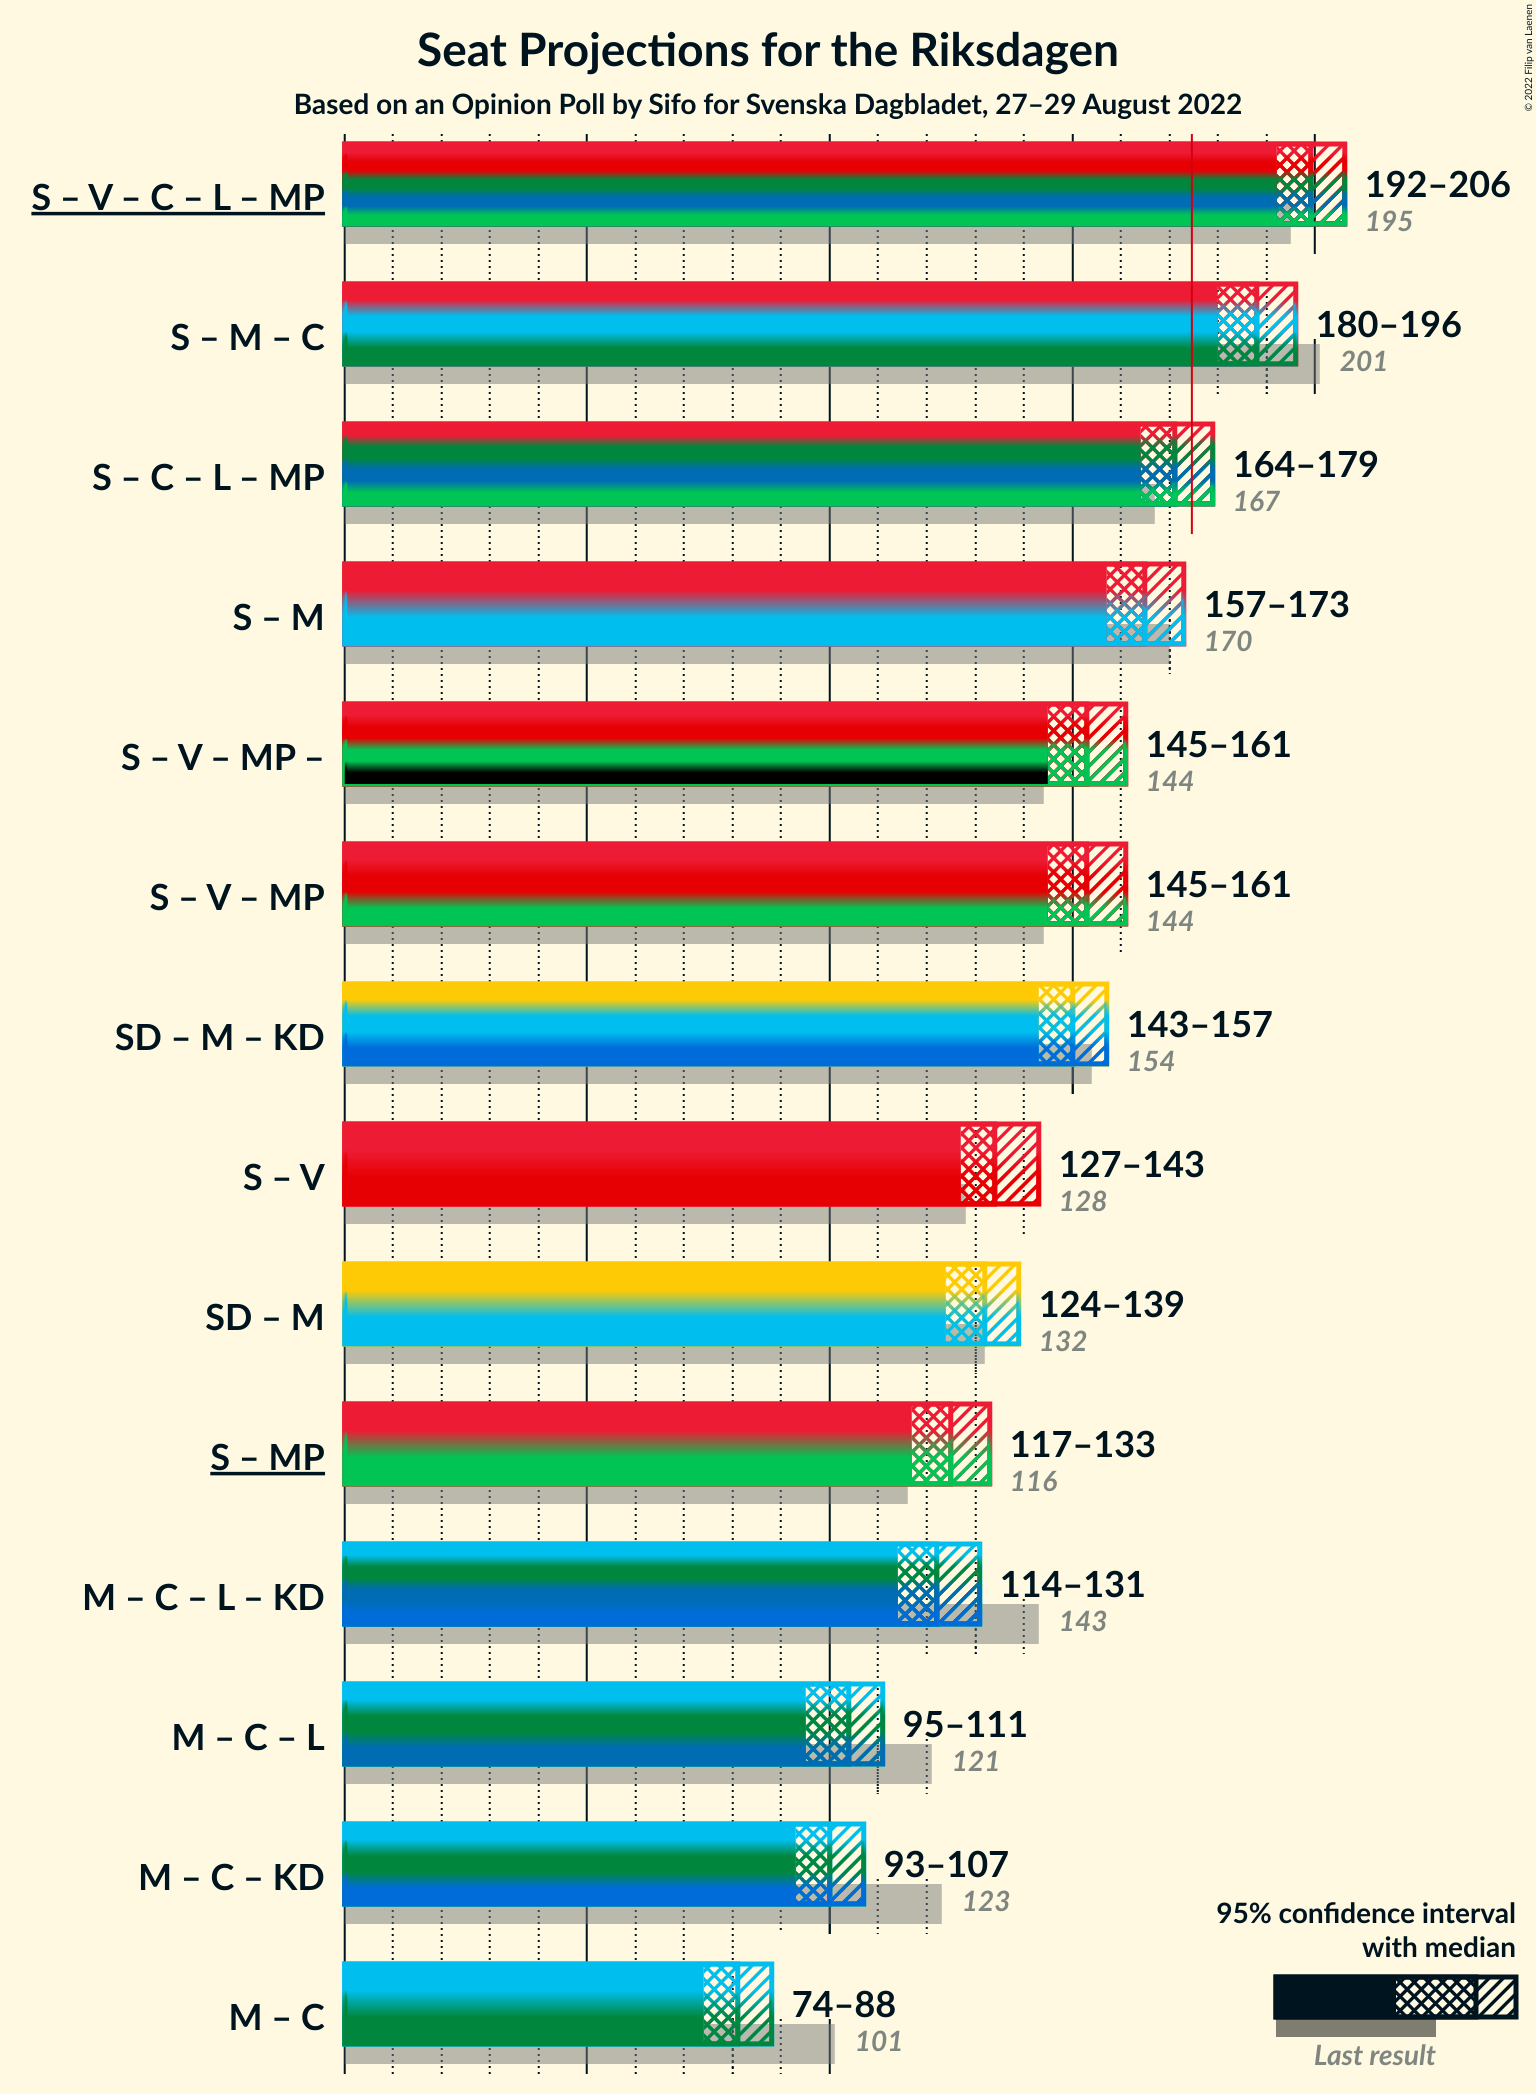 Seat Projections for the Riksdagen
Based on an Opinion Poll by Sifo for Svenska Dagbladet, 27–29 August 2022
© 2022 Filip van Laenen
S – V – C – L – MP
192–206
195
S – M – C
180–196
201
S – C – L – MP
164–179
167
S – M
157–173
170
S – V – MP –
145–161
144
S – V – MP
145–161
144
SD – M – KD
143–157
154
S – V
127–143
128
SD – M
124–139
132
S – MP
117–133
116
M – C – L – KD
114–131
143
M – C – L
95–111
121
M – C – KD
93–107
123
M – C
74–88
101
95% confidence interval
with median
Last result